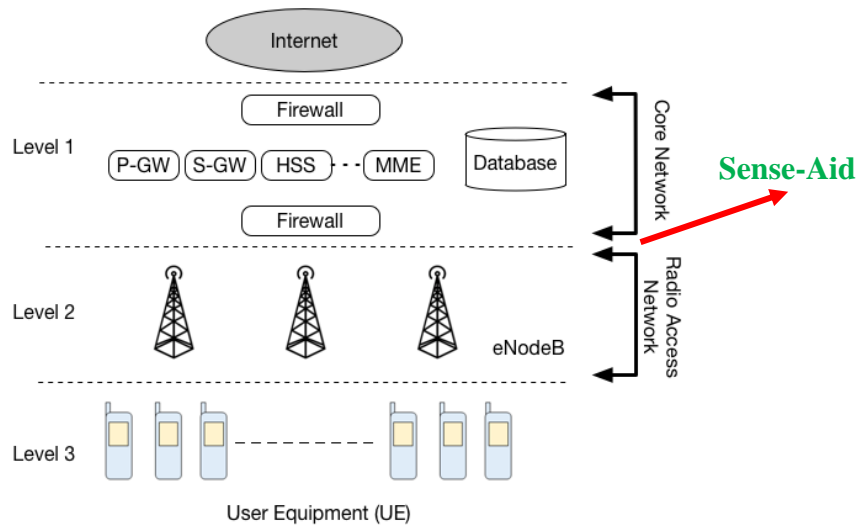 Internet
Level 1
Firewall
P-GW
S-GW
HSS
MME
Database
Firewall
Core Network
Sense-Aid
Level 2
eNodeB
Radio Access
Network
Level 3
User Equipment (UE)